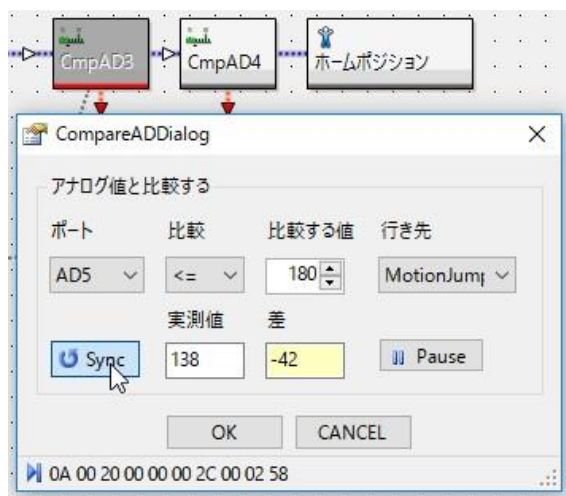 CmpAD3
CmpAD4
ホームポジション
CompareADDialog
アナログ値と比較する
ポート 比較 比較する値 行き先
AD5 <= 180 MotionJum
実測値 差
Sync 138 -42 Pause
OK CANCEL
0A 00 20 00 00 00 2C 00 02 58